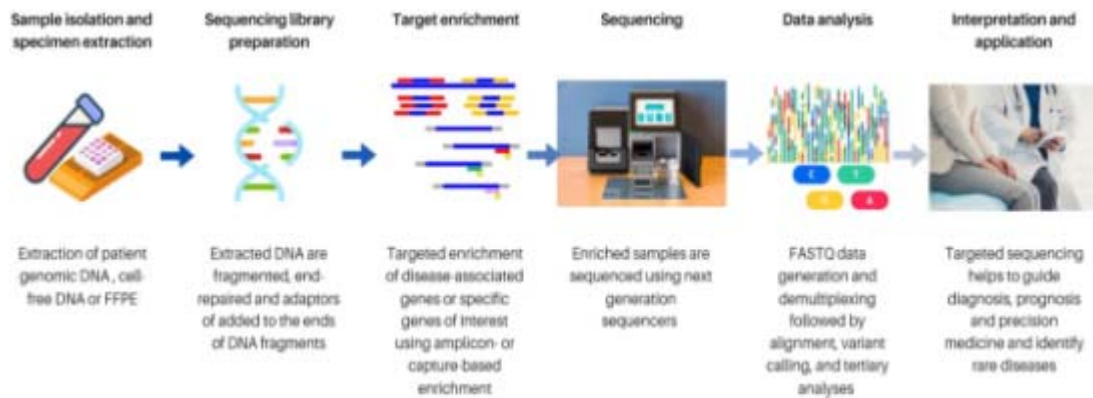 Sample isolation and
specimen extraction
Sequencing library
preparation
Target enrichment
Sequencing
Data analysis
Interpretation and
application
C
T
G
A
Extraction of patient
genomic DNA , cell-
free DNA or FFPE
Extracted DNA are
fragmented, end-
repaired and adaptors
of added to the ends
of DNA fragments
Targeted enrichment
of disease-associated
genes or specific
genes of interest
using amplicon- or
capture-based
enrichment
Enriched samples are
sequenced using next
generation
sequencers
FASTQ data
generation and
demultiplexing
followed by
alignment, variant
calling, and tertiary
analyses
Targeted sequencing
helps to guide
diagnosis, prognosis
and precision
medicine and identify
rare diseases